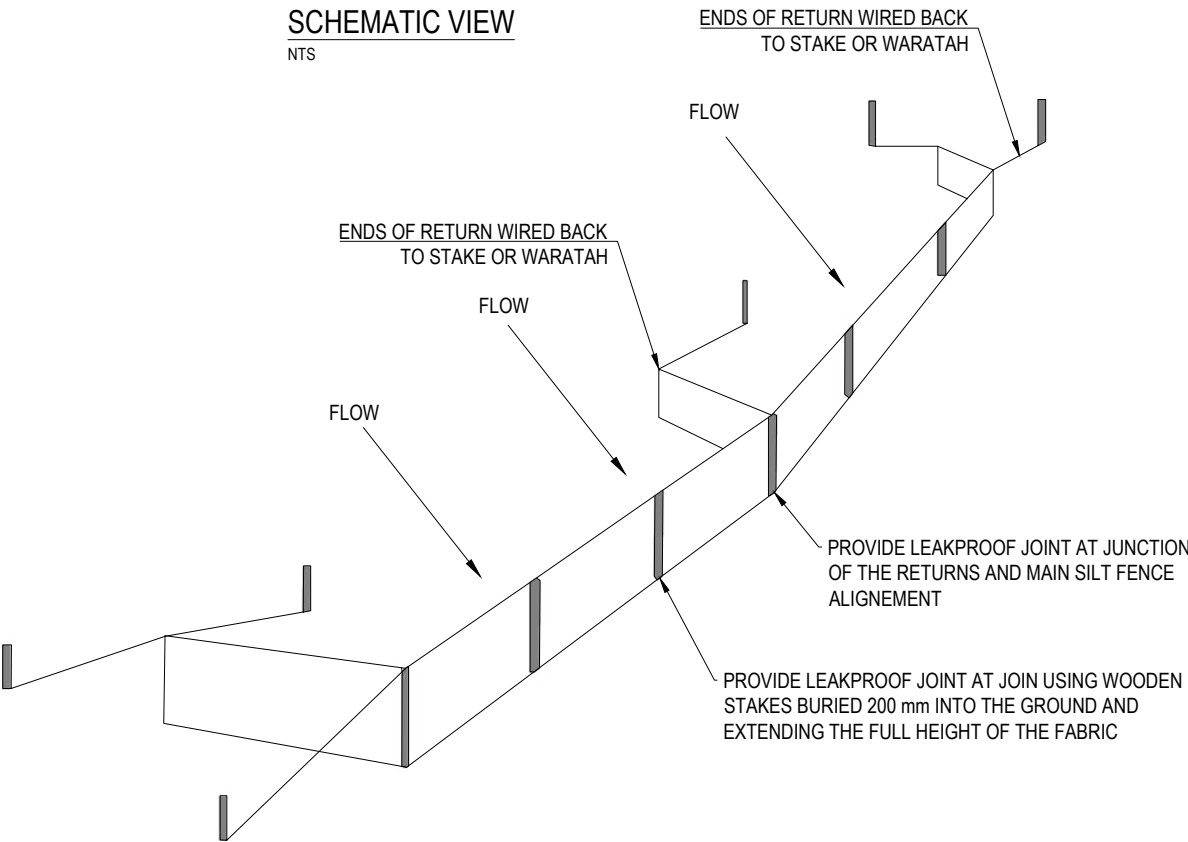 SCHEMATIC VIEW
NTS
ENDS OF RETURN WIRED BACK
TO STAKE OR WARATAH
FLOW
ENDS OF RETURN WIRED BACK
TO STAKE OR WARATAH
FLOW
FLOW
PROVIDE LEAKPROOF JOINT AT JUNCTION
OF THE RETURNS AND MAIN SILT FENCE
ALIGNEMENT
PROVIDE LEAKPROOF JOINT AT JOIN USING WOODEN
STAKES BURIED 200 mm INTO THE GROUND AND
EXTENDING THE FULL HEIGHT OF THE FABRIC